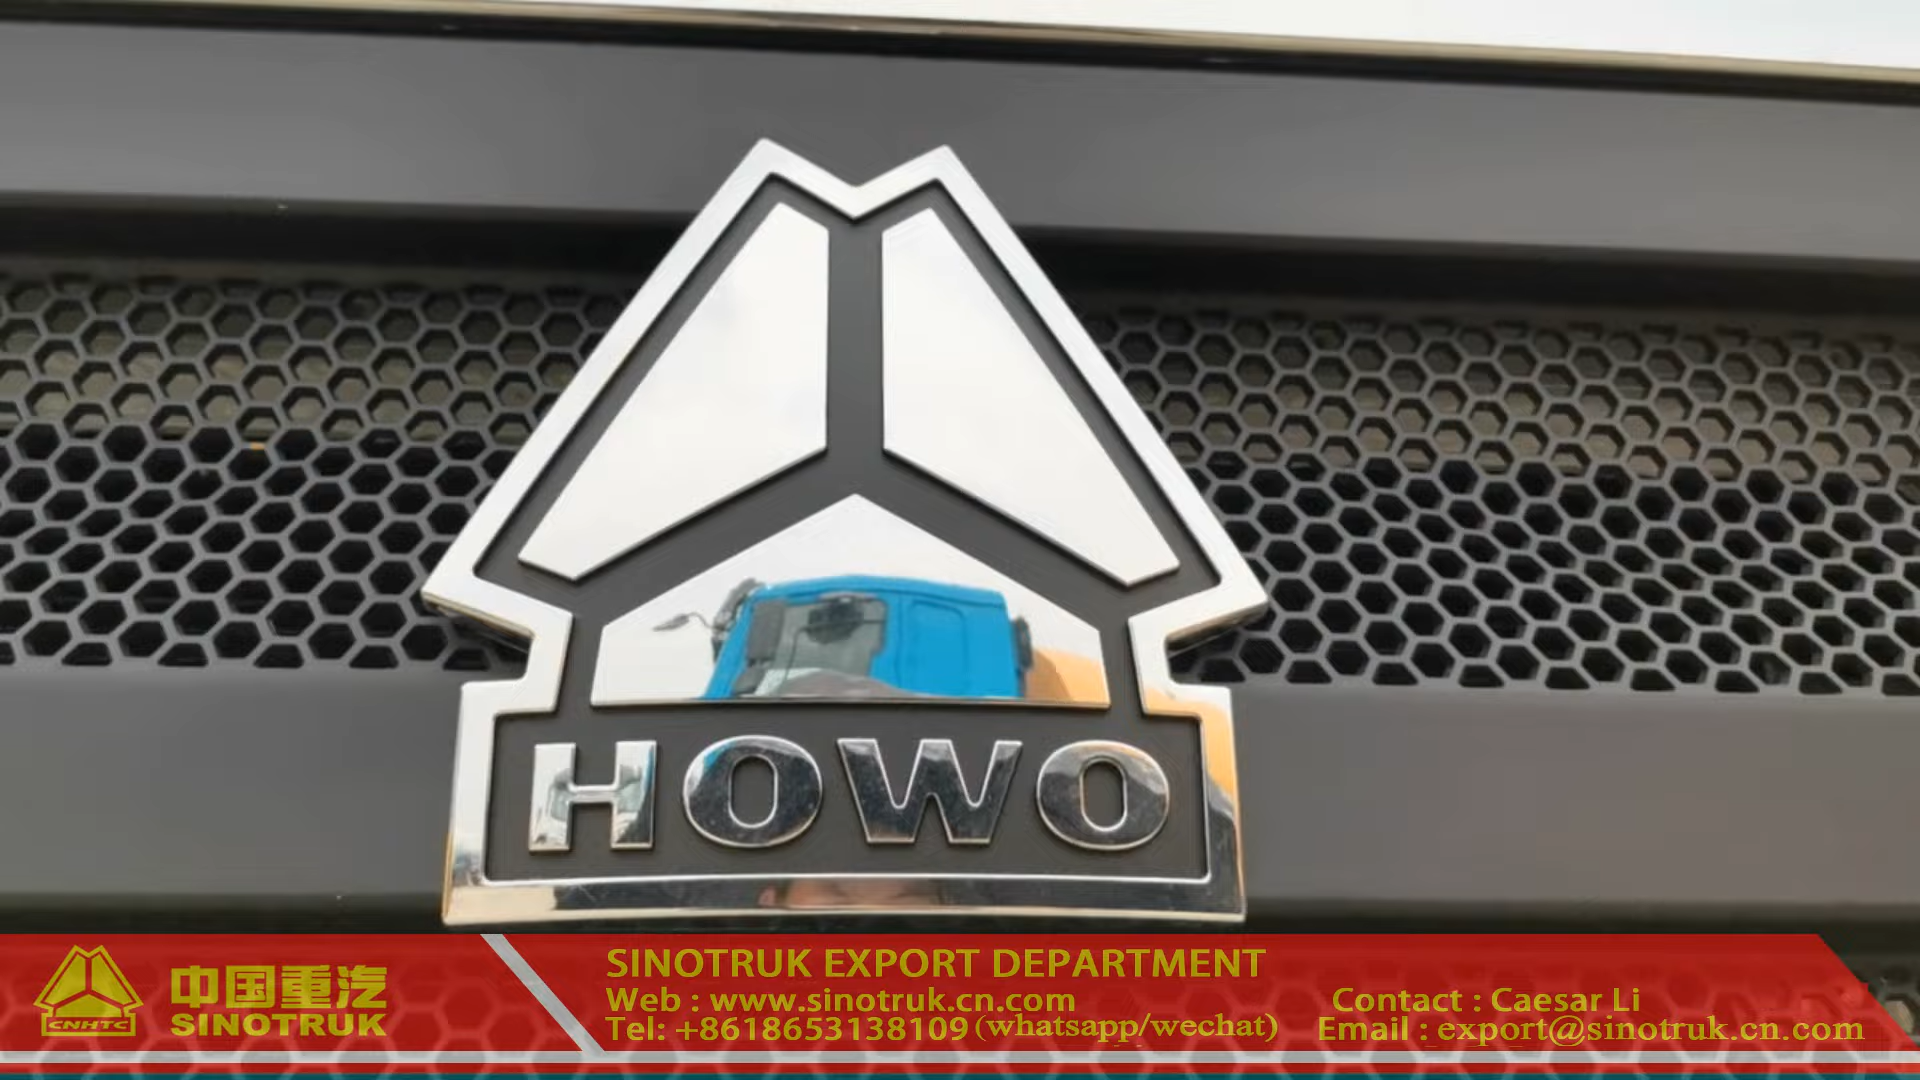 HOWO
中国重汽
SINOTRUK
CNHTC
SINOTRUK EXPORT DEPARTMENT
Web : www.sinotruk.cn.com
Contact : Caesar Li
Tel: +8618653138109 (whatsapp/wechat)
Email : export@sinotruk.cn.com